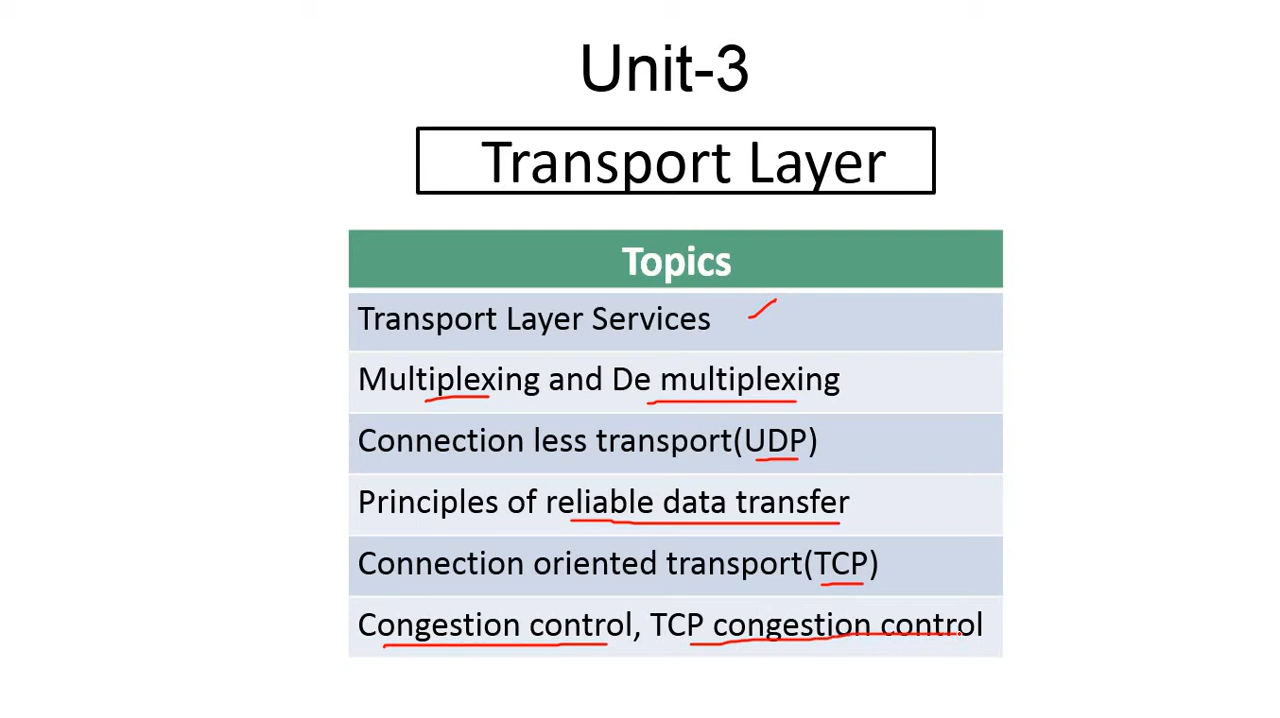 Unit-3
Transport Layer
Topics
Transport Layer Services
Multiplexing and De multiplexing
Connection less transport(UDP)
Principles of reliable data transfer
Connection oriented transport(TCP)
Congestion control, TCP congestion control